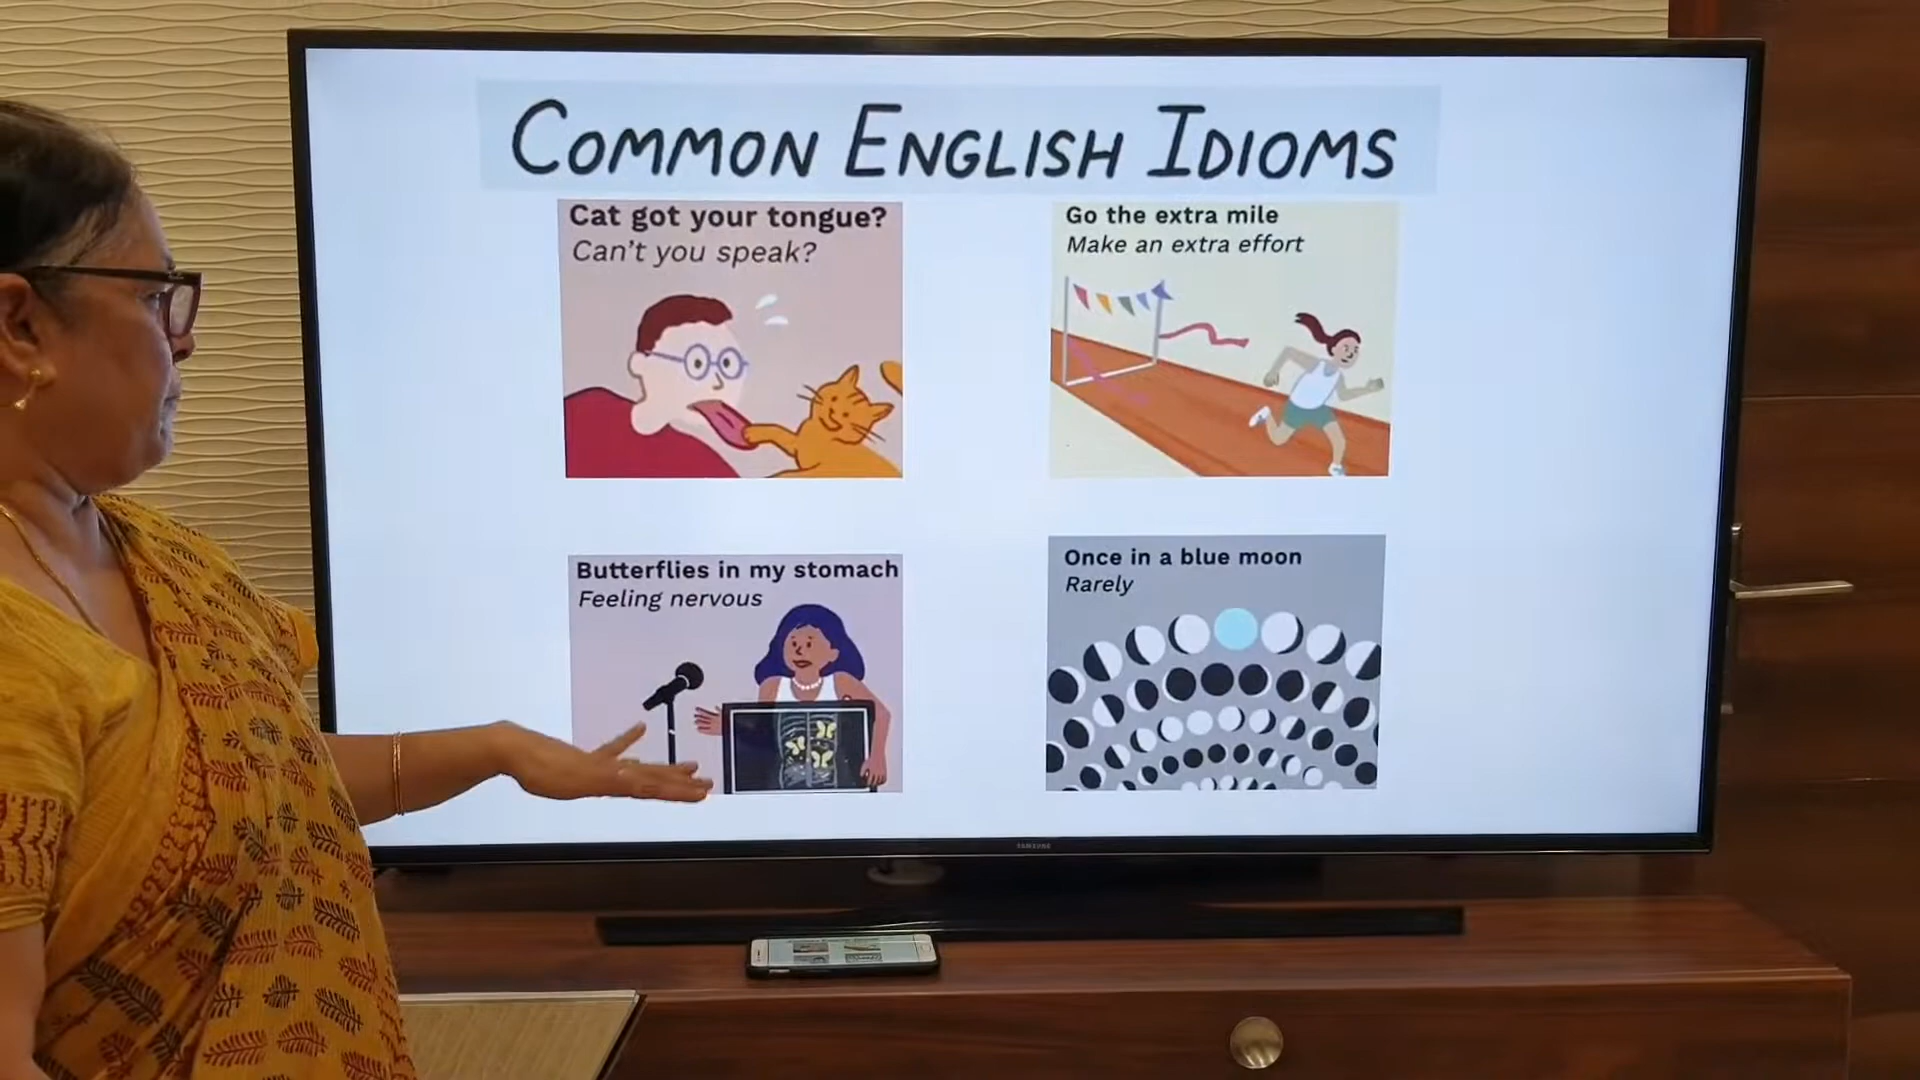 COMMON ENGLISH IDIOMS
Cat got your tongue?
Can't you speak?
Go the extra mile
Make an extra effort
Butterflies in my stomach
Feeling nervous
Once in a blue moon
Rarely
SAMSUNG